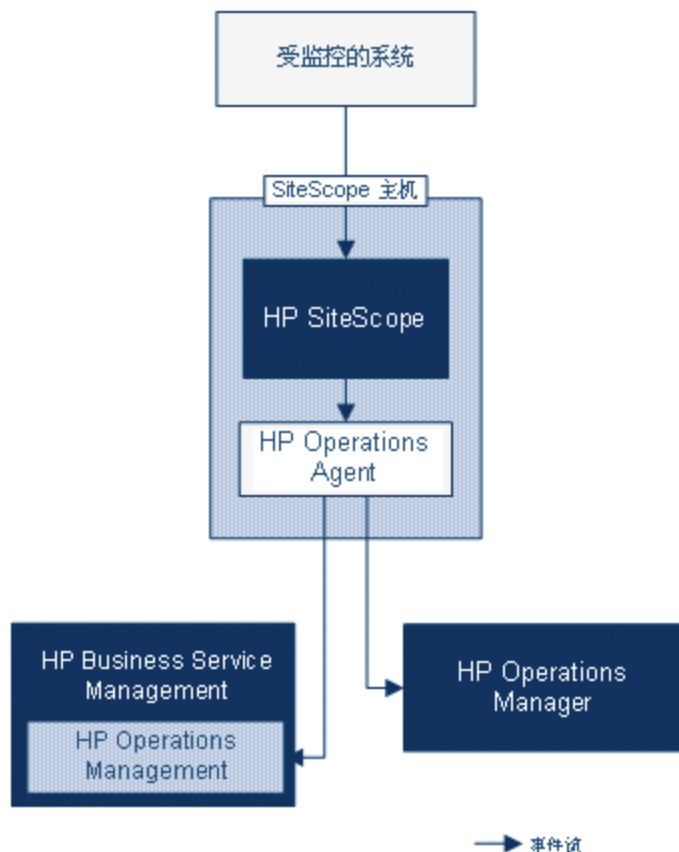 受监控的系统
SiteScope 主机
HP SiteScope
HP Operations
Agent
HP Business Service
Management
HP Operations
Management
HP Operations
Manager
事件流